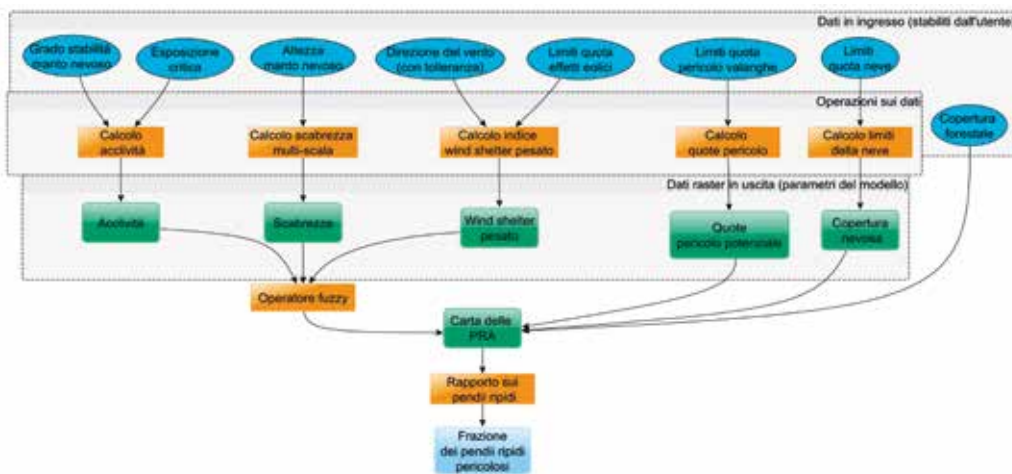 Dati in ingresso (stabiliti dall'utente)
Grado stabilità
manto nevoso
Esposizione
critica
Altezza
manto nevoso
Direzione del vento
(con tolleranza)
Limiti quota
effetti eolici
Limiti quota
pericolo valanghe
Limiti
quota neve
Copertura
forestale
Operazioni sui dati
Calcolo
acclività
Calcolo scabrezza
multi-scala
Calcolo indice
wind shelter pesato
Calcolo
quote pericolo
Calcolo limiti
della neve
Dati raster in uscita (parametri del modello)
Acclività
Scabrezza
Wind shelter
pesato
Quote
pericolo potenziale
Copertura
nevosa
Operatore fuzzy
Carta delle
PRA
Rapporto sui
pendii ripidi
Frazione
dei pendii ripidi
pericolosi